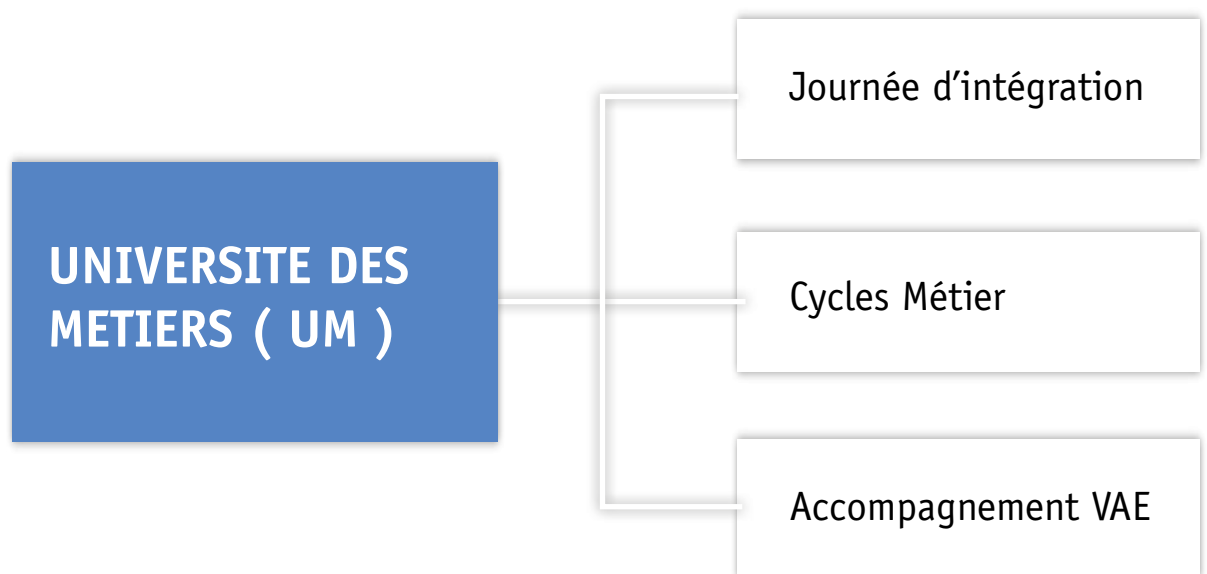 UNIVERSITE DES
METIERS ( UM )
Journée d’intégration
Cycles Métier
Accompagnement VAE